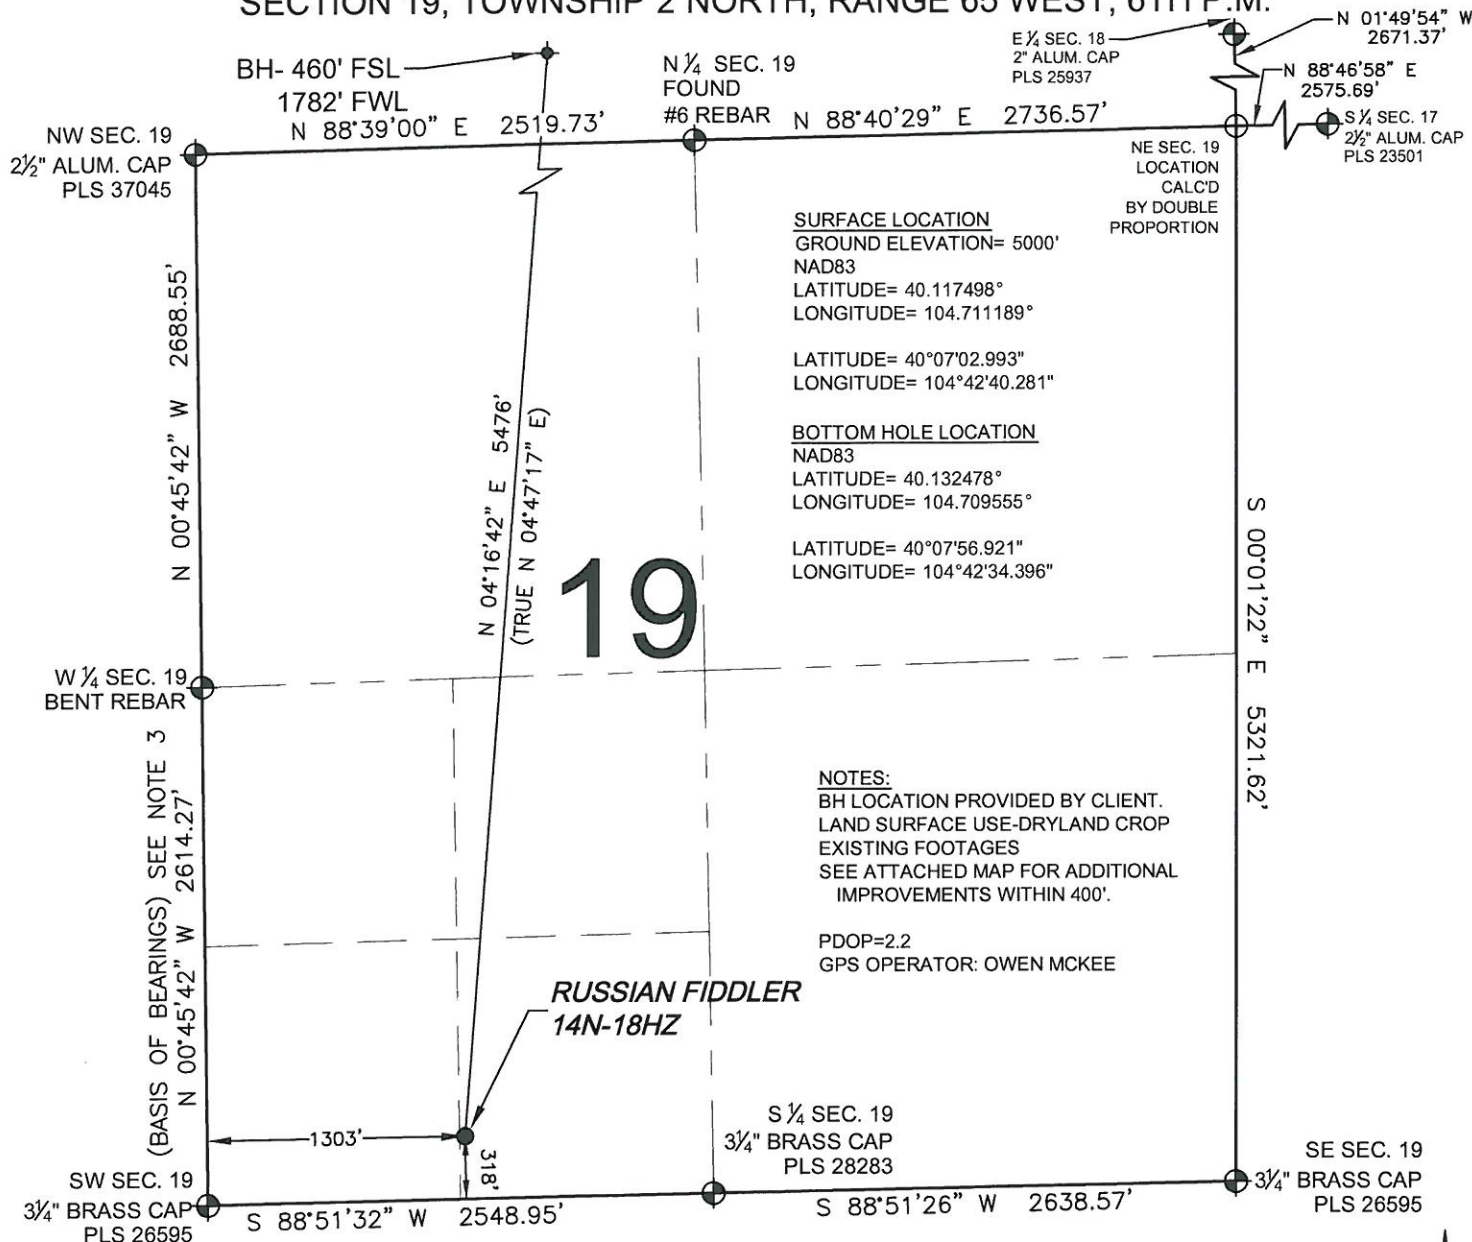 SECTION 19, TOWNSHIP 2 NORTH, RANGE 65 WEST, 6TH P.M.
BH- 460' FSL
1782' FWL
N 88°39'00" E 2519.73'
N ¼ SEC. 19
FOUND
#6 REBAR
N 88°40'29" E 2736.57'
E ¼ SEC. 18
2" ALUM. CAP
PLS 25937
N 01°49'54" W
2671.37'
N 88°46'58" E
2575.69'
S ¼ SEC. 17
2½" ALUM. CAP
PLS 23501
NW SEC. 19
2½" ALUM. CAP
PLS 37045
NE SEC. 19
LOCATION
CALC'D
BY DOUBLE
PROPORTION
SURFACE LOCATION
GROUND ELEVATION= 5000'
NAD83
LATITUDE= 40.117498°
LONGITUDE= 104.711189°
LATITUDE= 40°07'02.993"
LONGITUDE= 104°42'40.281"
BOTTOM HOLE LOCATION
NAD83
LATITUDE= 40.132478°
LONGITUDE= 104.709555°
LATITUDE= 40°07'56.921"
LONGITUDE= 104°42'34.396"
N 00°45'42" W 2688.55'
N 04°16'42" E 5476'
(TRUE N 04°47'17" E)
19
S 00°01'22" E 5321.62'
W ¼ SEC. 19
BENT REBAR
(BASIS OF BEARINGS) SEE NOTE 3
N 00°45'42" W 2614.27'
NOTES:
BH LOCATION PROVIDED BY CLIENT.
LAND SURFACE USE-DRYLAND CROP
EXISTING FOOTAGES
SEE ATTACHED MAP FOR ADDITIONAL
IMPROVEMENTS WITHIN 400'.
PDOP=2.2
GPS OPERATOR: OWEN MCKEE
RUSSIAN FIDDLER
14N-18HZ
1303'
318'
SW SEC. 19
3¼" BRASS CAP
PLS 26595
S 88°51'32" W 2548.95'
S ¼ SEC. 19
3¼" BRASS CAP
PLS 28283
S 88°51'26" W 2638.57'
SE SEC. 19
3¼" BRASS CAP
PLS 26595